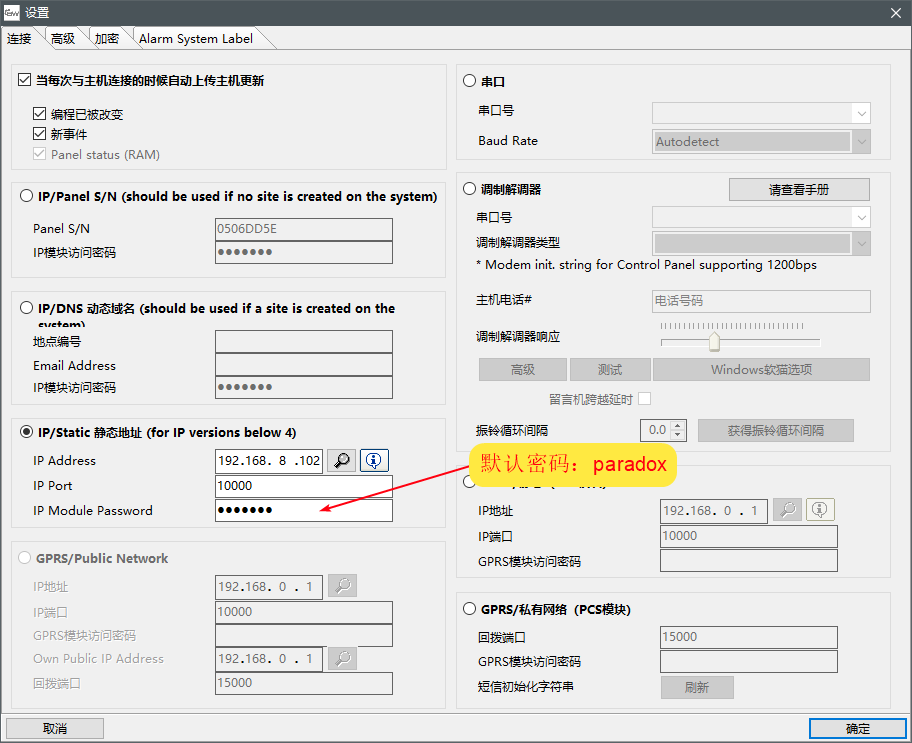 设置
连接 高级 加密 Alarm System Label
当每次与主机连接的时候自动上传主机更新
编程已被改变
新事件
Panel status (RAM)
IP/Panel S/N (should be used if no site is created on the system)
Panel S/N 0506DD5E
IP模块访问密码 ●●●●●●●
IP/DNS 动态域名 (should be used if a site is created on the
system)
地点编号
Email Address
IP模块访问密码 ●●●●●●●
IP/Static 静态地址 (for IP versions below 4)
IP Address 192.168. 8 .102
IP Port 10000
IP Module Password ●●●●●●●
GPRS/Public Network
IP地址 192.168. 0 . 1
IP端口 10000
GPRS模块访问密码
Own Public IP Address 192.168. 0 . 1
回拨端口 15000
串口
串口号
Baud Rate Autodetect
调制解调器 请查看手册
串口号
调制解调器类型
* Modem init. string for Control Panel supporting 1200bps
主机电话# 电话号码
调制解调器响应
高级 测试 Windows软猫选项
留言机跨越延时
振铃循环间隔 0.0 获得振铃循环间隔
默认密码：paradox
IP地址 192.168. 0 . 1
IP端口 10000
GPRS模块访问密码
GPRS/私有网络（PCS模块)
回拨端口 15000
GPRS模块访问密码
短信初始化字符串 刷新
取消 确定